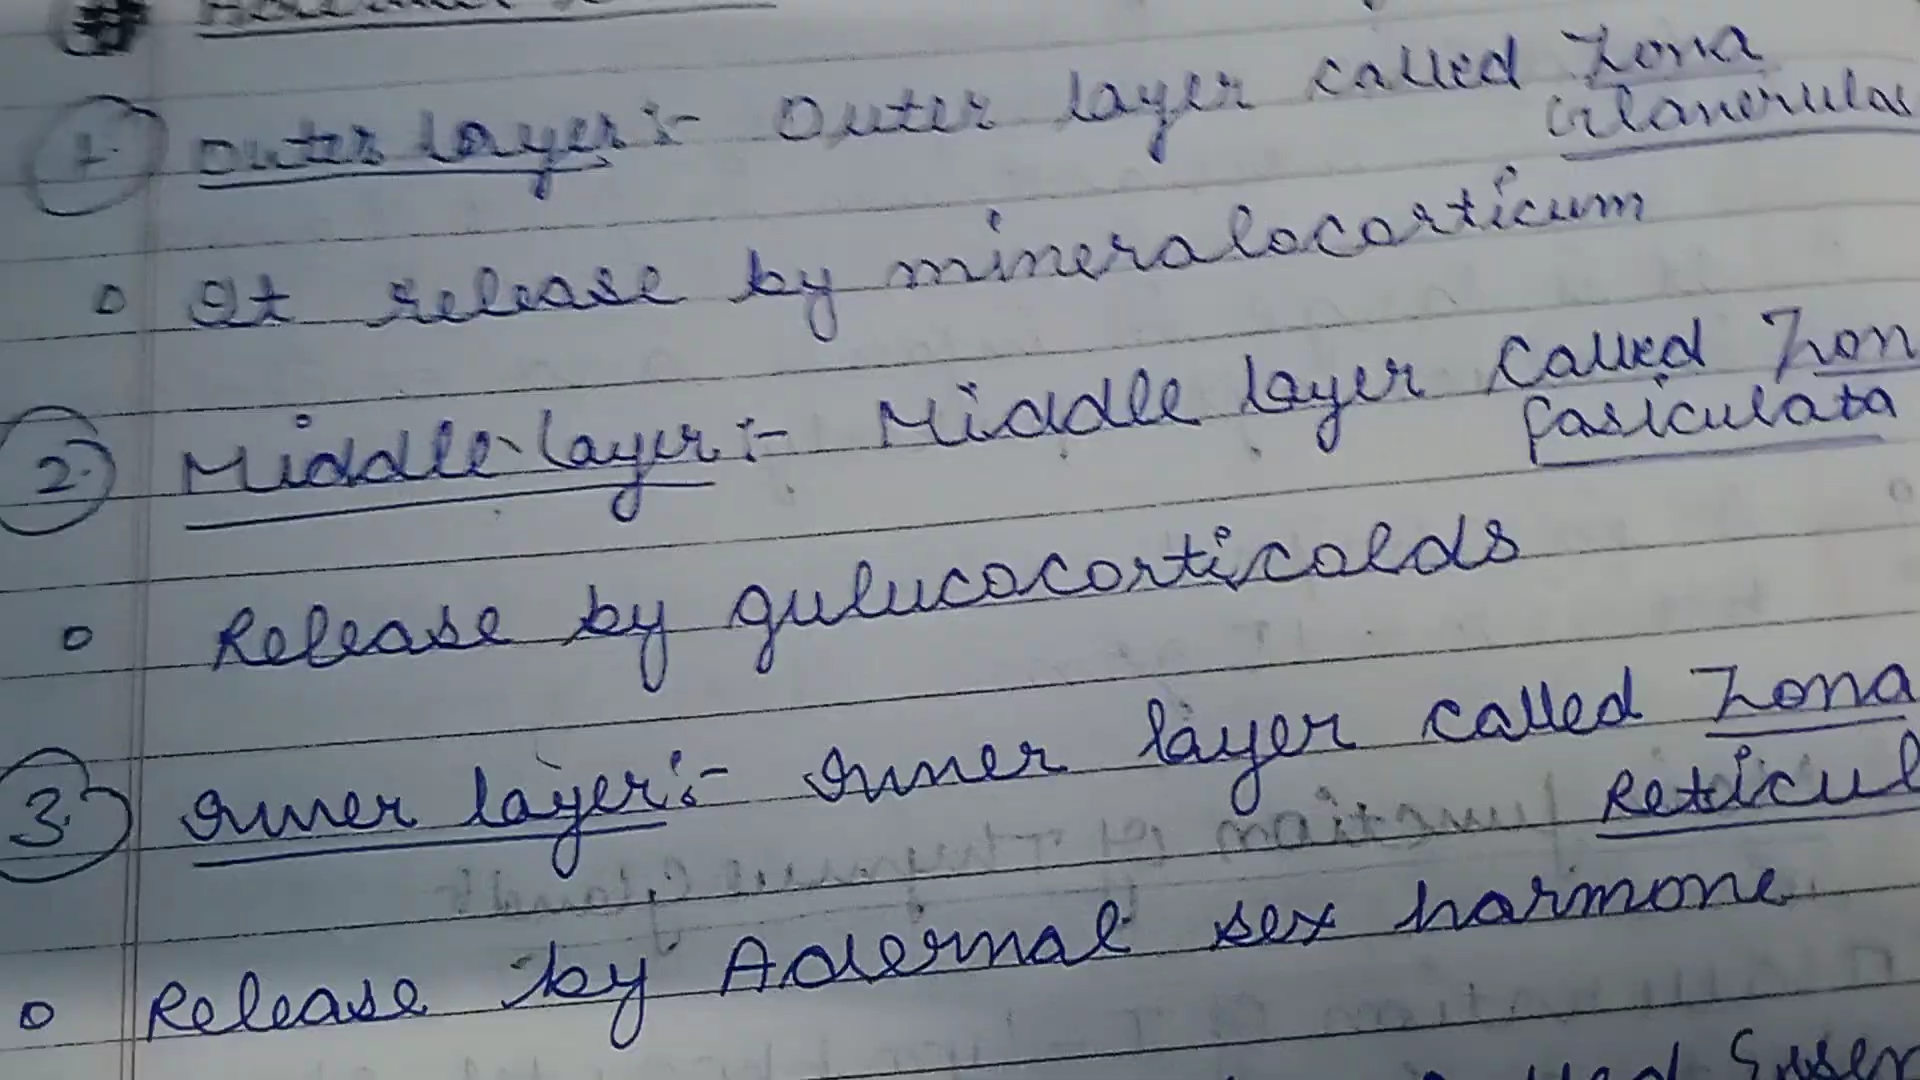 1. Outer layer :- Outer layer called Zona
Glanerulas
o It release by mineralocorticum
2. Middle layer :- Middle layer called Zon
fasiculata
o Release by gulucocorticolds
3. Inner layer :- Inner layer called Zona
Reticul
o Release by Adernal sex harmone